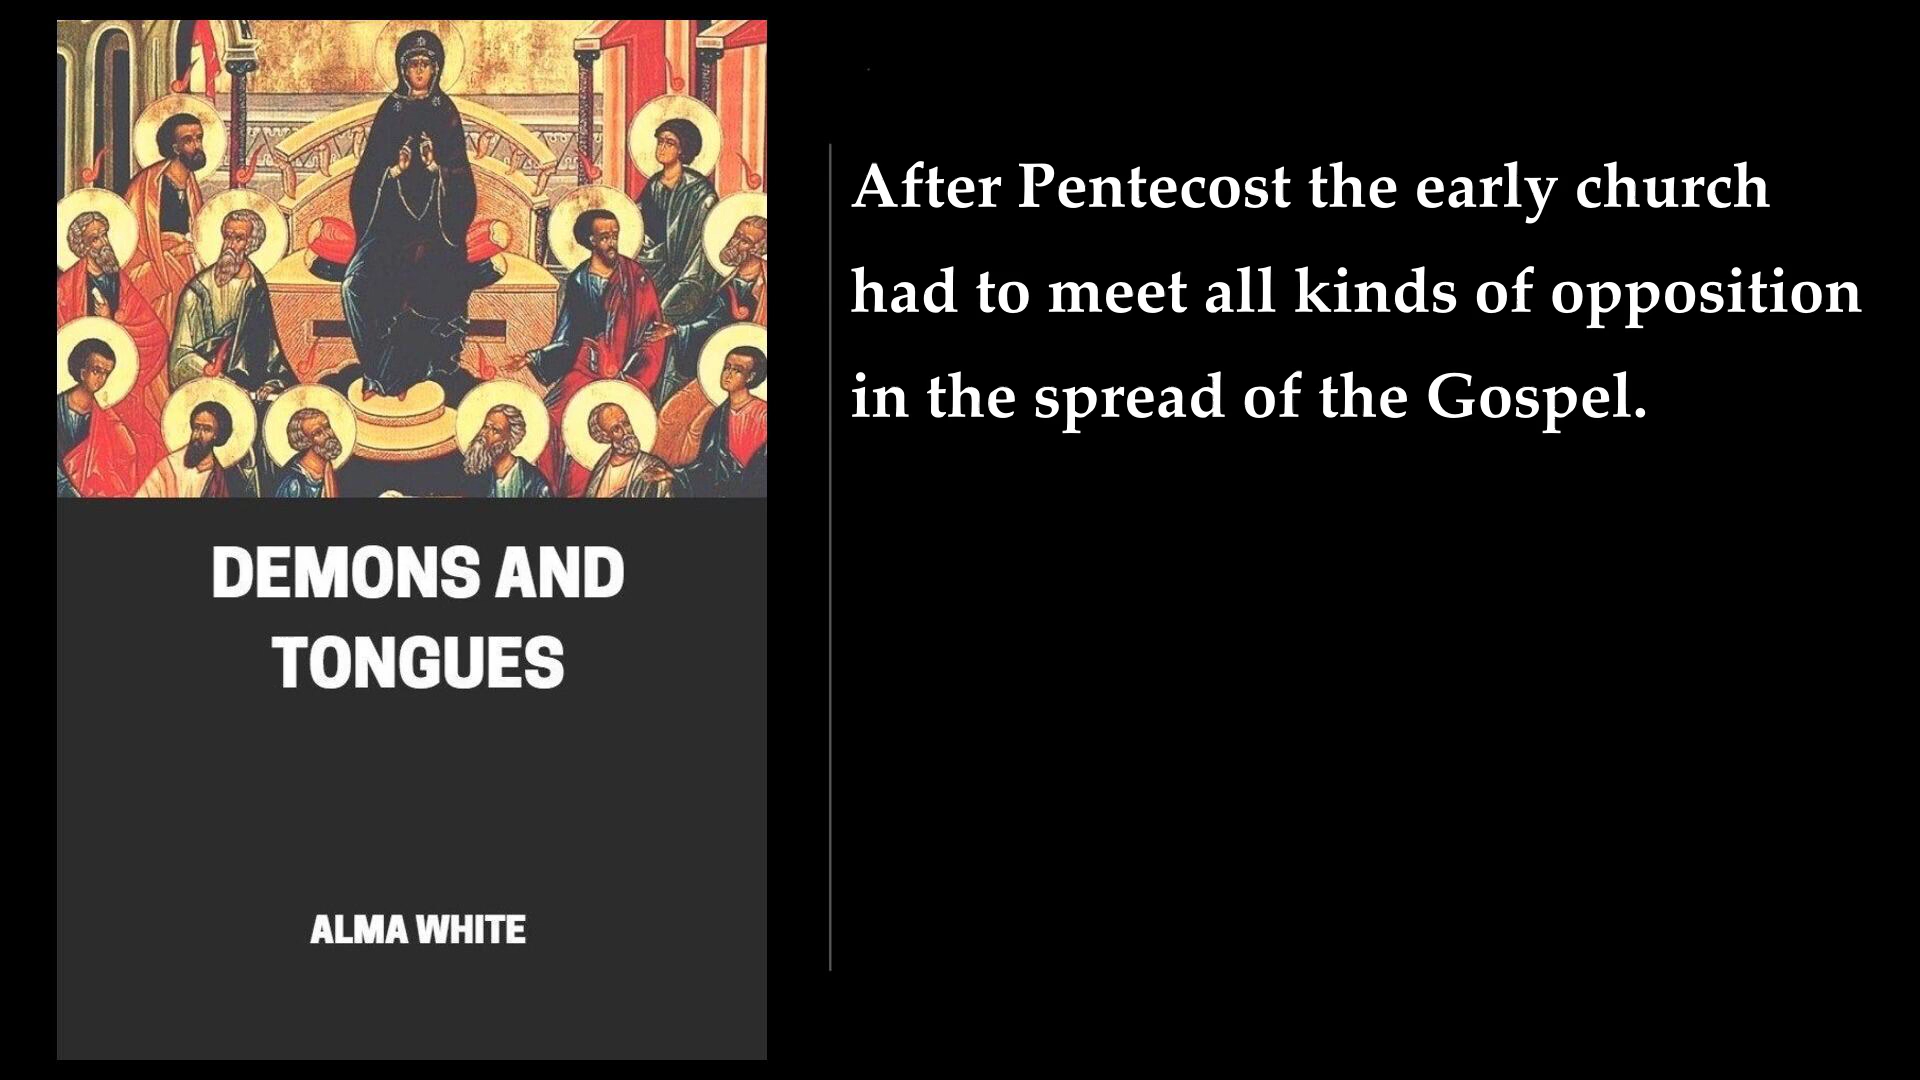 DEMONS AND
TONGUES
ALMA WHITE
After Pentecost the early church
had to meet all kinds of opposition
in the spread of the Gospel.